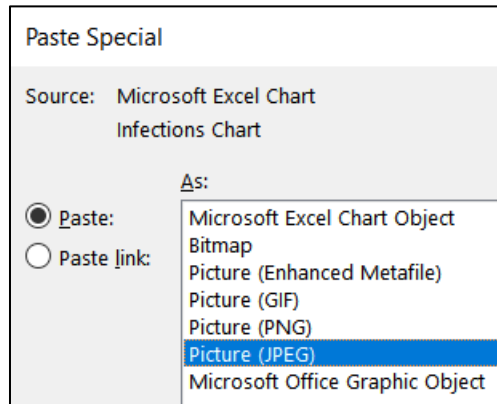 Paste Special
Source: Microsoft Excel Chart
Infections Chart
As:
Paste:
Paste link:
Microsoft Excel Chart Object
Bitmap
Picture (Enhanced Metafile)
Picture (GIF)
Picture (PNG)
Picture (JPEG)
Microsoft Office Graphic Object